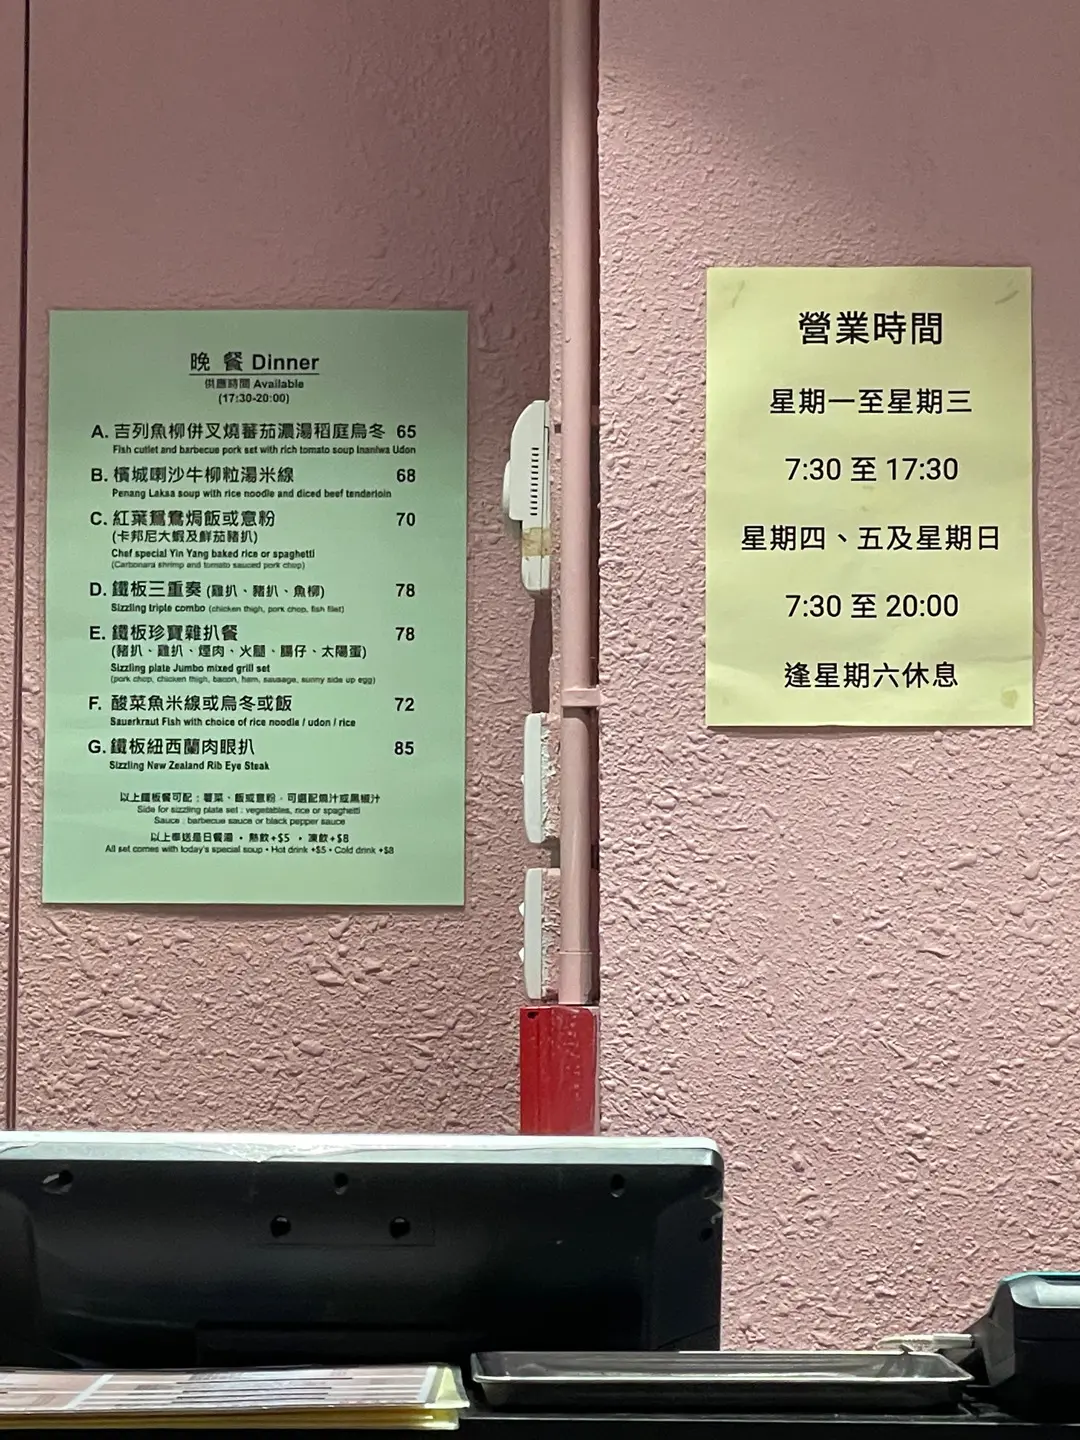 晚 餐 Dinner
供應時間 Available
(17:30-20:00)
A. 吉列魚柳併叉燒蕃茄濃湯稻庭烏冬 65
Fish cutlet and barbecue pork set with rich tomato soup Inaniwa Udon
B. 檳城喇沙牛柳粒湯米線 68
Penang Laksa soup with rice noodle and diced beef tenderloin
C. 紅葉鴛鴦焗飯或意粉 70
(卡邦尼大蝦及鮮茄豬扒)
Chef special Yin Yang baked rice or spaghetti
(Carbonara shrimp and tomato sauced pork chop)
D. 鐵板三重奏 (雞扒、豬扒、魚柳) 78
Sizzling triple combo (chicken thigh, pork chop, fish filet)
E. 鐵板珍寶雜扒餐 78
(豬扒、雞扒、煙肉、火腿、腸仔、太陽蛋)
Sizzling plate Jumbo mixed grill set
(pork chop, chicken thigh, bacon, ham, sausage, sunny side up egg)
F. 酸菜魚米線或烏冬或飯 72
Sauerkraut Fish with choice of rice noodle / udon / rice
G. 鐵板紐西蘭肉眼扒 85
Sizzling New Zealand Rib Eye Steak
以上鐵板餐可配：薯菜、飯或意粉，可選配燒汁或黑椒汁
Side for sizzling plate set : vegetables, rice or spaghetti
Sauce : barbecue sauce or black pepper sauce
以上奉送是日餐湯 • 熱飲+$5 • 凍飲+$8
All set comes with today's special soup • Hot drink +$5 • Cold drink +$8
營業時間
星期一至星期三
7:30 至 17:30
星期四、五及星期日
7:30 至 20:00
逢星期六休息